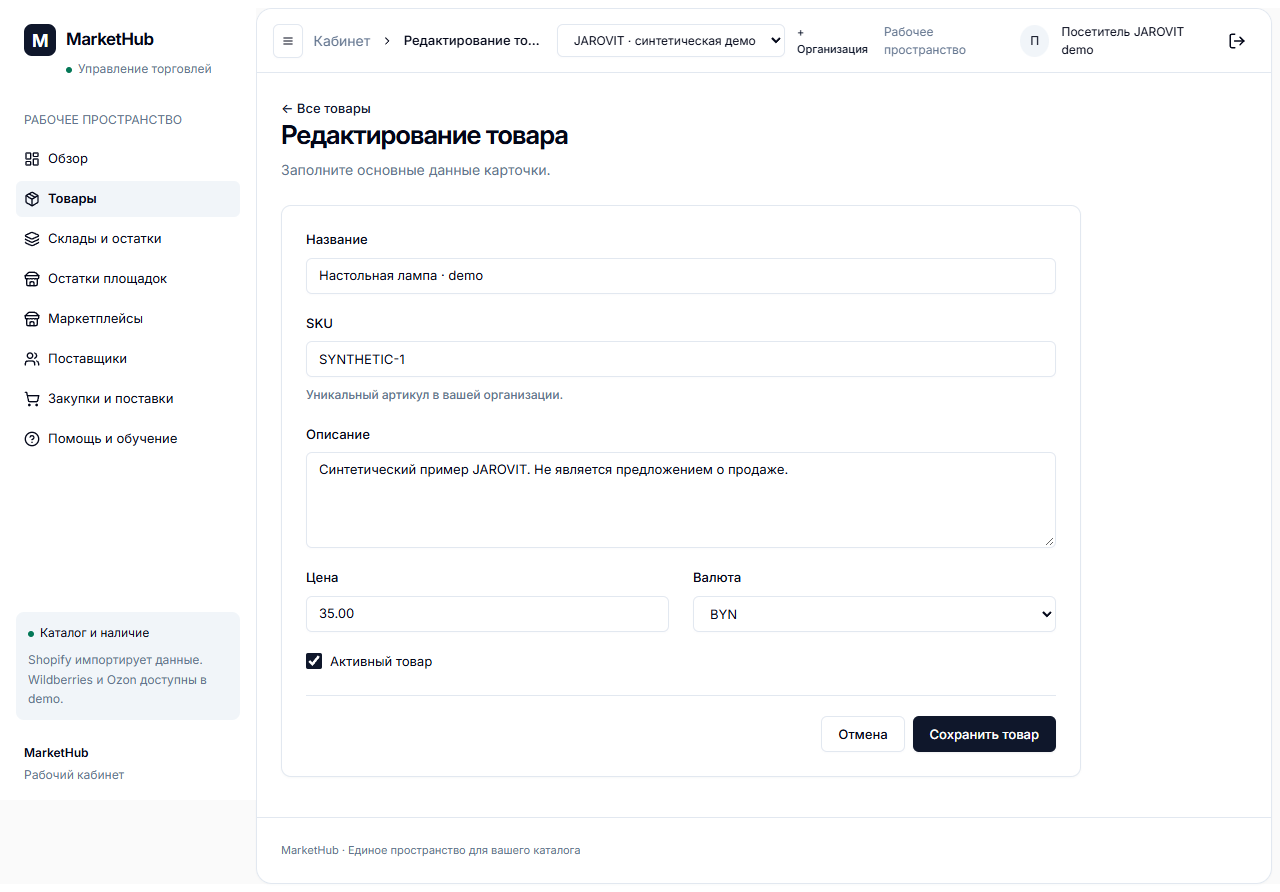 M MarketHub
Управление торговлей
РАБОЧЕЕ ПРОСТРАНСТВО
Обзор
Товары
Склады и остатки
Остатки площадок
Маркетплейсы
Поставщики
Закупки и поставки
Помощь и обучение
Каталог и наличие
Shopify импортирует данные.
Wildberries и Ozon доступны в
demo.
MarketHub
Рабочий кабинет
Кабинет > Редактирование то...
JAROVIT · синтетическая демо
+
Организация
Рабочее
пространство
П
Посетитель JAROVIT
demo
← Все товары
Редактирование товара
Заполните основные данные карточки.
Название
Настольная лампа · demo
SKU
SYNTHETIC-1
Уникальный артикул в вашей организации.
Описание
Синтетический пример JAROVIT. Не является предложением о продаже.
Цена
35.00
Валюта
BYN
Активный товар
Отмена
Сохранить товар
MarketHub · Единое пространство для вашего каталога